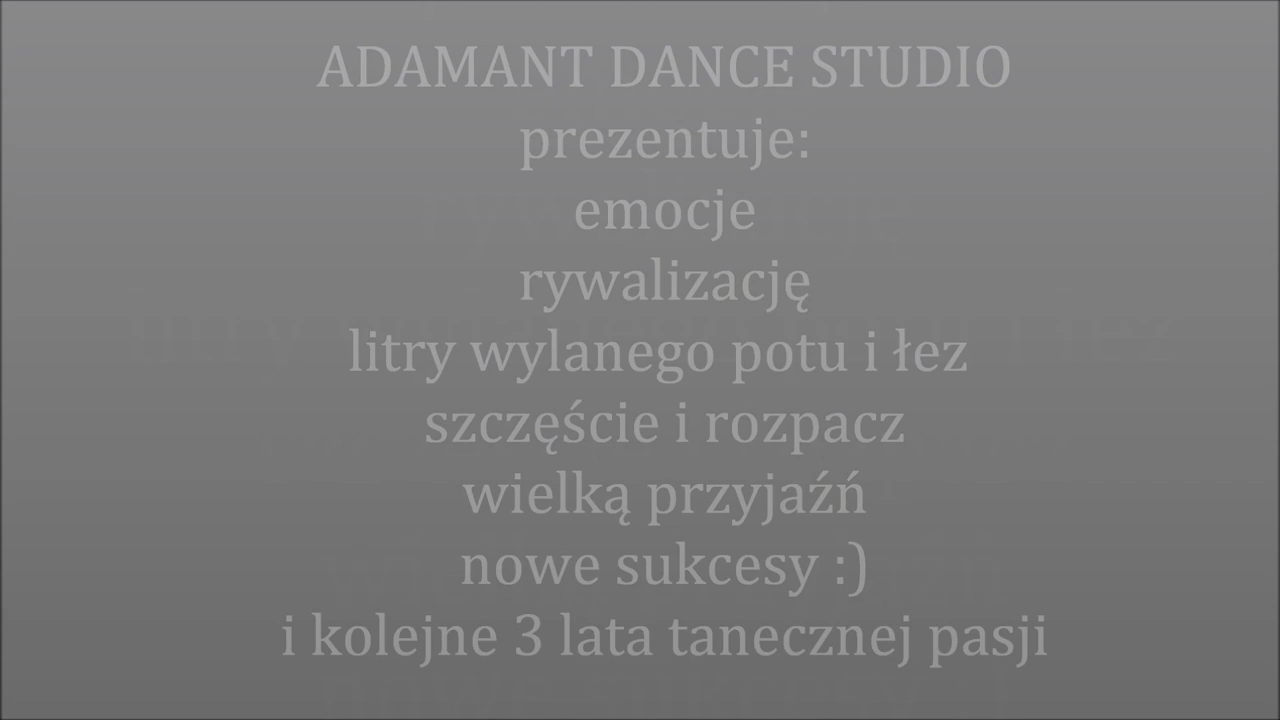 ADAMANT DANCE STUDIO
prezentuje:
emocje
rywalizację
litry wylanego potu i łez
szczęście i rozpacz
wielką przyjaźń
nowe sukcesy :)
i kolejne 3 lata tanecznej pasji